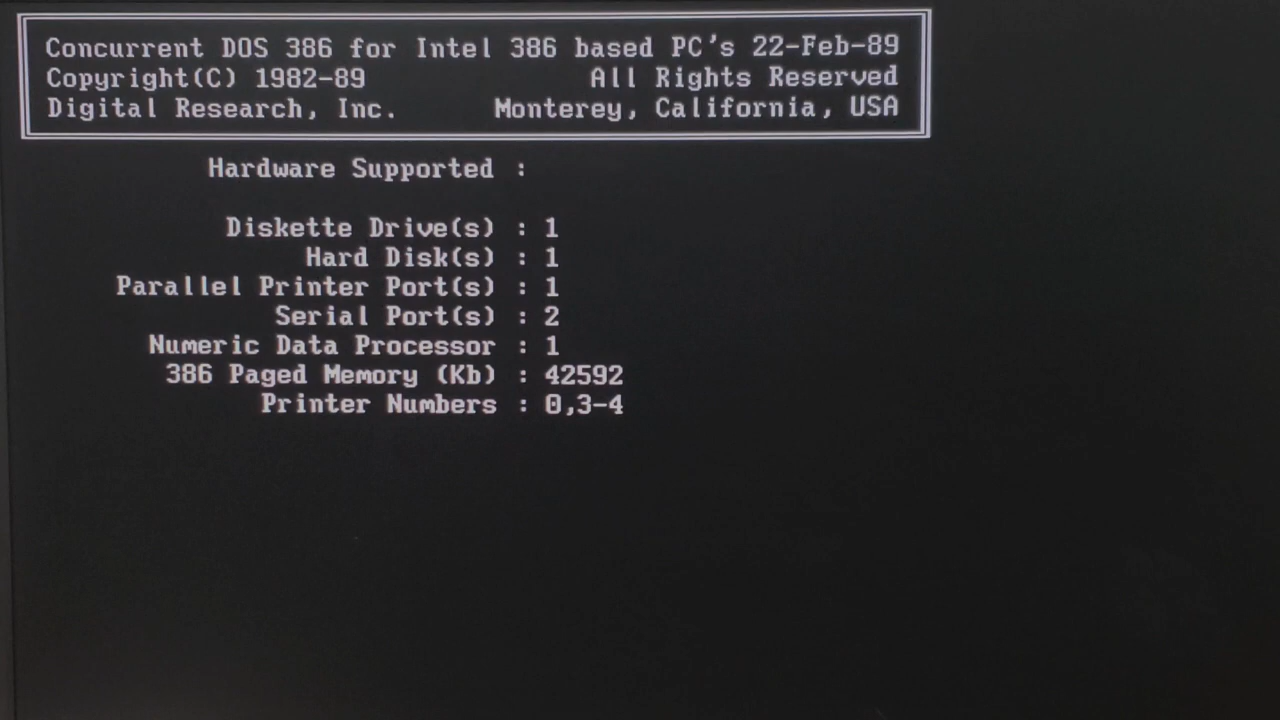 Concurrent DOS 386 for Intel 386 based PC's 22-Feb-89
Copyright(C) 1982-89 All Rights Reserved
Digital Research, Inc. Monterey, California, USA
Hardware Supported :
Diskette Drive(s) : 1
Hard Disk(s) : 1
Parallel Printer Port(s) : 1
Serial Port(s) : 2
Numeric Data Processor : 1
386 Paged Memory (Kb) : 42592
Printer Numbers : 0,3-4